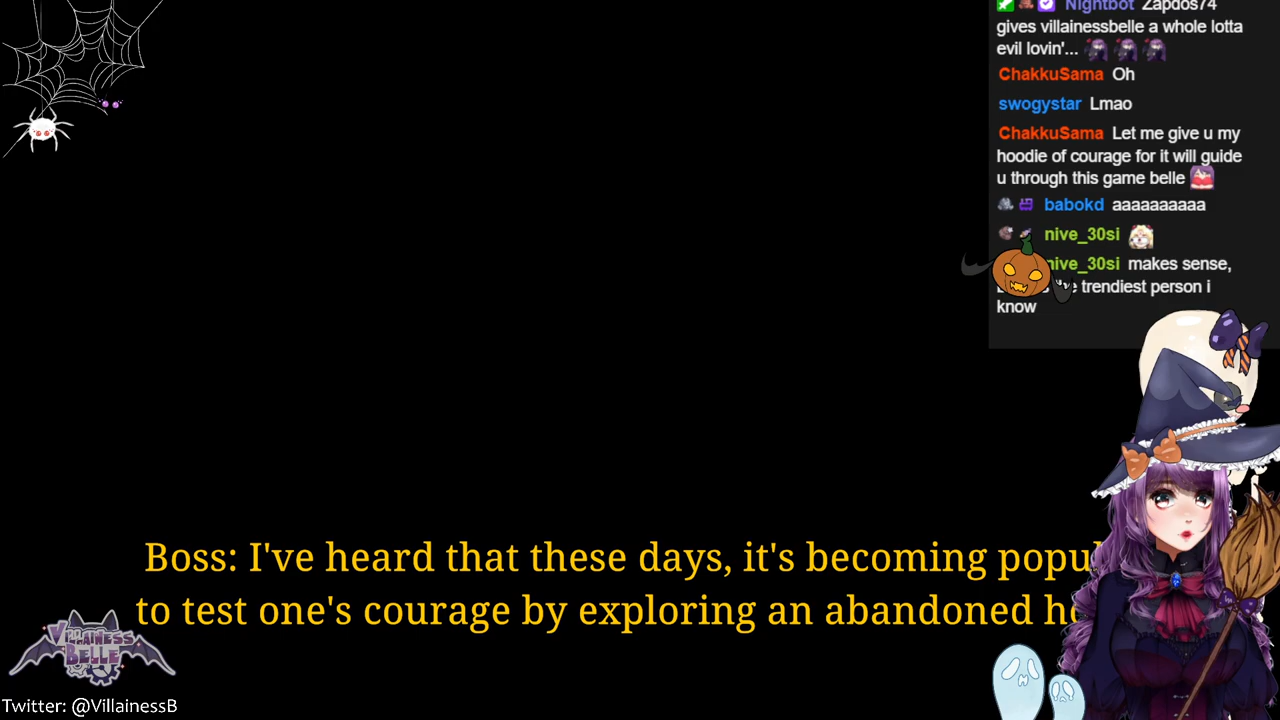 Nightbot Zapdos74
gives villainessbelle a whole lotta
evil lovin'...
ChakkuSama Oh
swogystar Lmao
ChakkuSama Let me give u my
hoodie of courage for it will guide
u through this game belle
babokd aaaaaaaaaa
nive_30si
nive_30si makes sense,
trendiest person i
know
Boss: I've heard that these days, it's becoming
to test one's courage by exploring an abandoned
VILLAINESS
BELLE
Twitter: @VillainessB